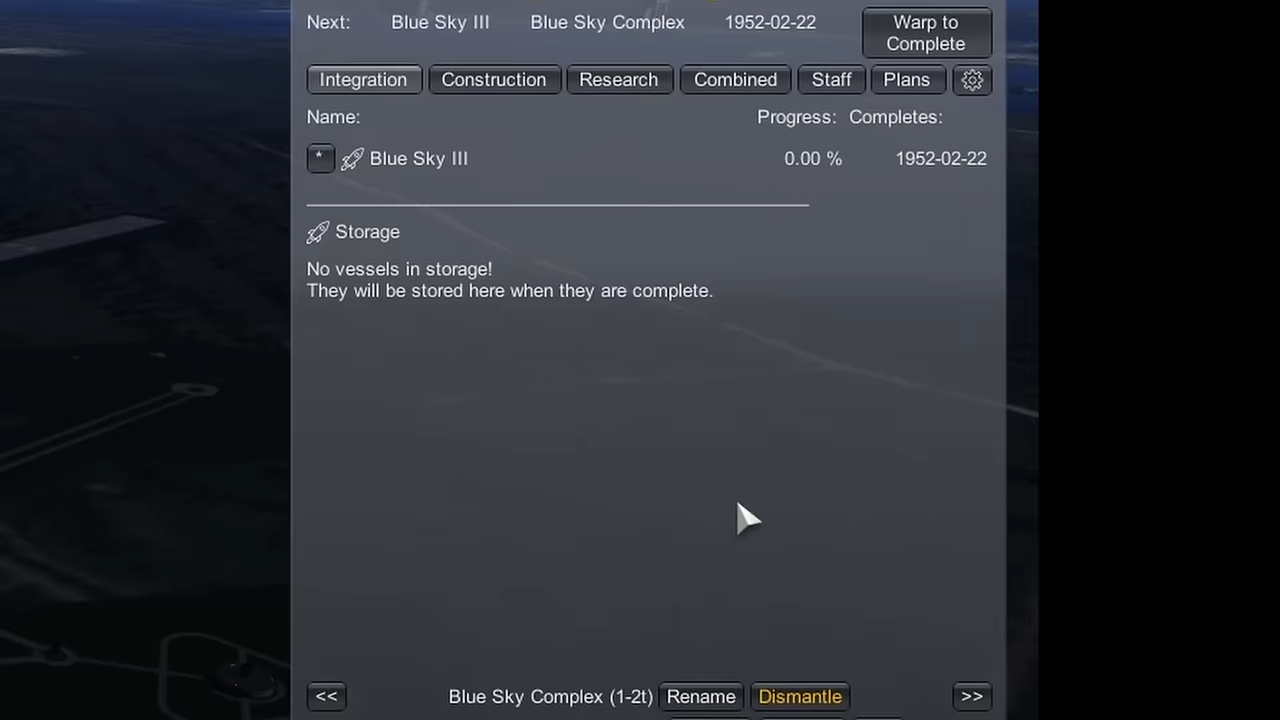 Next: Blue Sky III Blue Sky Complex 1952-02-22 Warp to
Complete
Integration Construction Research Combined Staff Plans
Name: Progress: Completes:
* Blue Sky III 0.00 % 1952-02-22
Storage
No vessels in storage!
They will be stored here when they are complete.
<< Blue Sky Complex (1-2t) Rename Dismantle >>